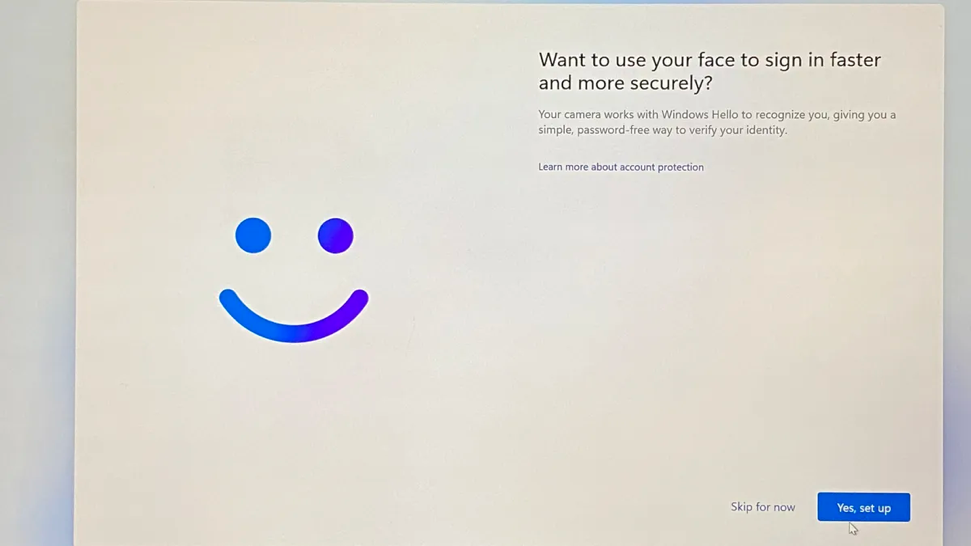 Want to use your face to sign in faster
and more securely?
Your camera works with Windows Hello to recognize you, giving you a
simple, password-free way to verify your identity.
Learn more about account protection
Skip for now
Yes, set up